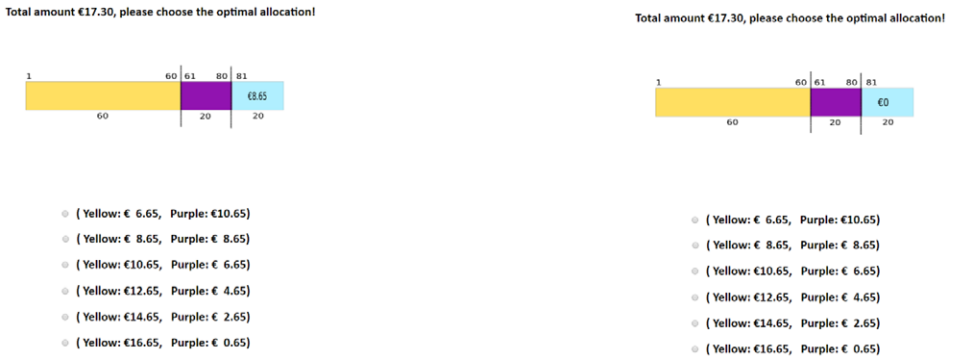 Total amount €17.30, please choose the optimal allocation!
1 60 61 80 81
€8.65
60 20 20
( Yellow: € 6.65, Purple: €10.65)
( Yellow: € 8.65, Purple: € 8.65)
( Yellow: €10.65, Purple: € 6.65)
( Yellow: €12.65, Purple: € 4.65)
( Yellow: €14.65, Purple: € 2.65)
( Yellow: €16.65, Purple: € 0.65)
Total amount €17.30, please choose the optimal allocation!
1 60 61 80 81
€0
60 20 20
( Yellow: € 6.65, Purple: €10.65)
( Yellow: € 8.65, Purple: € 8.65)
( Yellow: €10.65, Purple: € 6.65)
( Yellow: €12.65, Purple: € 4.65)
( Yellow: €14.65, Purple: € 2.65)
( Yellow: €16.65, Purple: € 0.65)